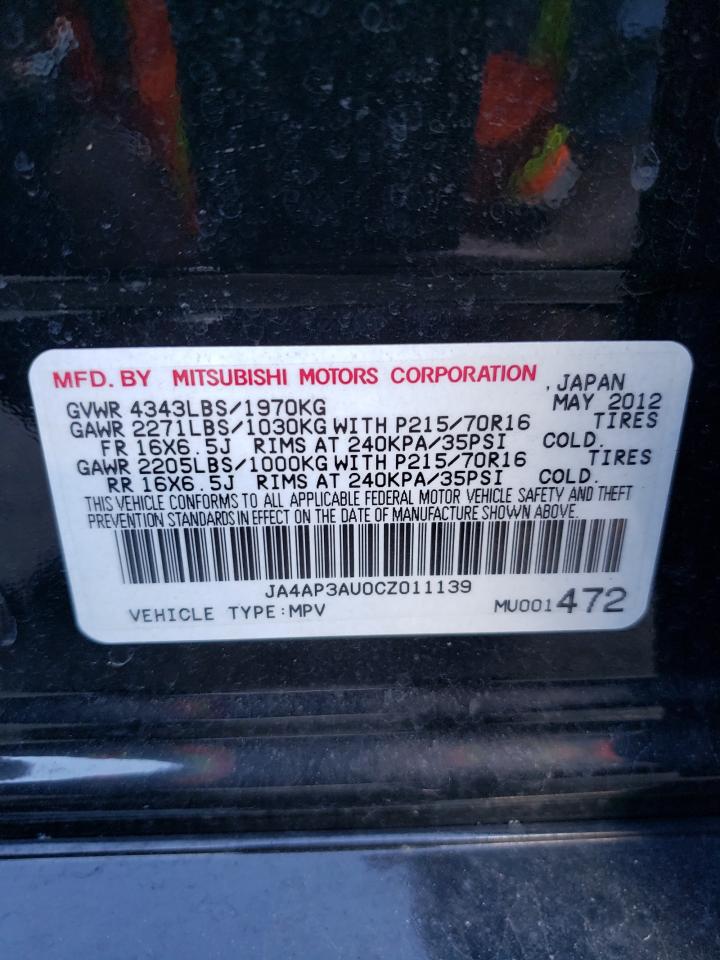 MFD. BY MITSUBISHI MOTORS CORPORATION , JAPAN
GVWR 4343LBS/1970KG MAY 2012
GAWR 2271LBS/1030KG WITH P215/70R16 TIRES
FR 16X6.5J RIMS AT 240KPA/35PSI COLD.
GAWR 2205LBS/1000KG WITH P215/70R16 TIRES
RR 16X6.5J RIMS AT 240KPA/35PSI COLD.
THIS VEHICLE CONFORMS TO ALL APPLICABLE FEDERAL MOTOR VEHICLE SAFETY AND THEFT
PREVENTION STANDARDS IN EFFECT ON THE DATE OF MANUFACTURE SHOWN ABOVE.
JA4AP3AU0CZ011139
VEHICLE TYPE:MPV MU001472